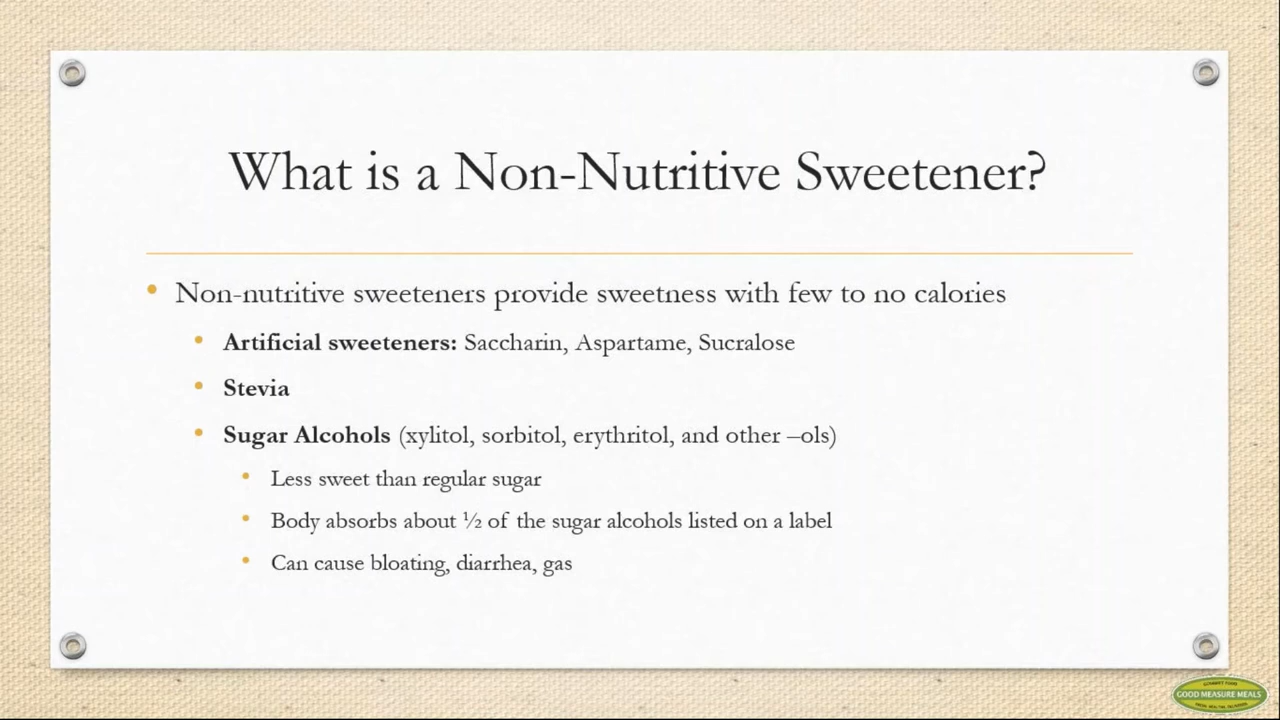 What is a Non-Nutritive Sweetener?
• Non-nutritive sweeteners provide sweetness with few to no calories
• Artificial sweeteners: Saccharin, Aspartame, Sucralose
• Stevia
• Sugar Alcohols (xylitol, sorbitol, erythritol, and other –ols)
• Less sweet than regular sugar
• Body absorbs about ½ of the sugar alcohols listed on a label
• Can cause bloating, diarrhea, gas
GOURMET FOOD
GOOD MEASURE MEALS